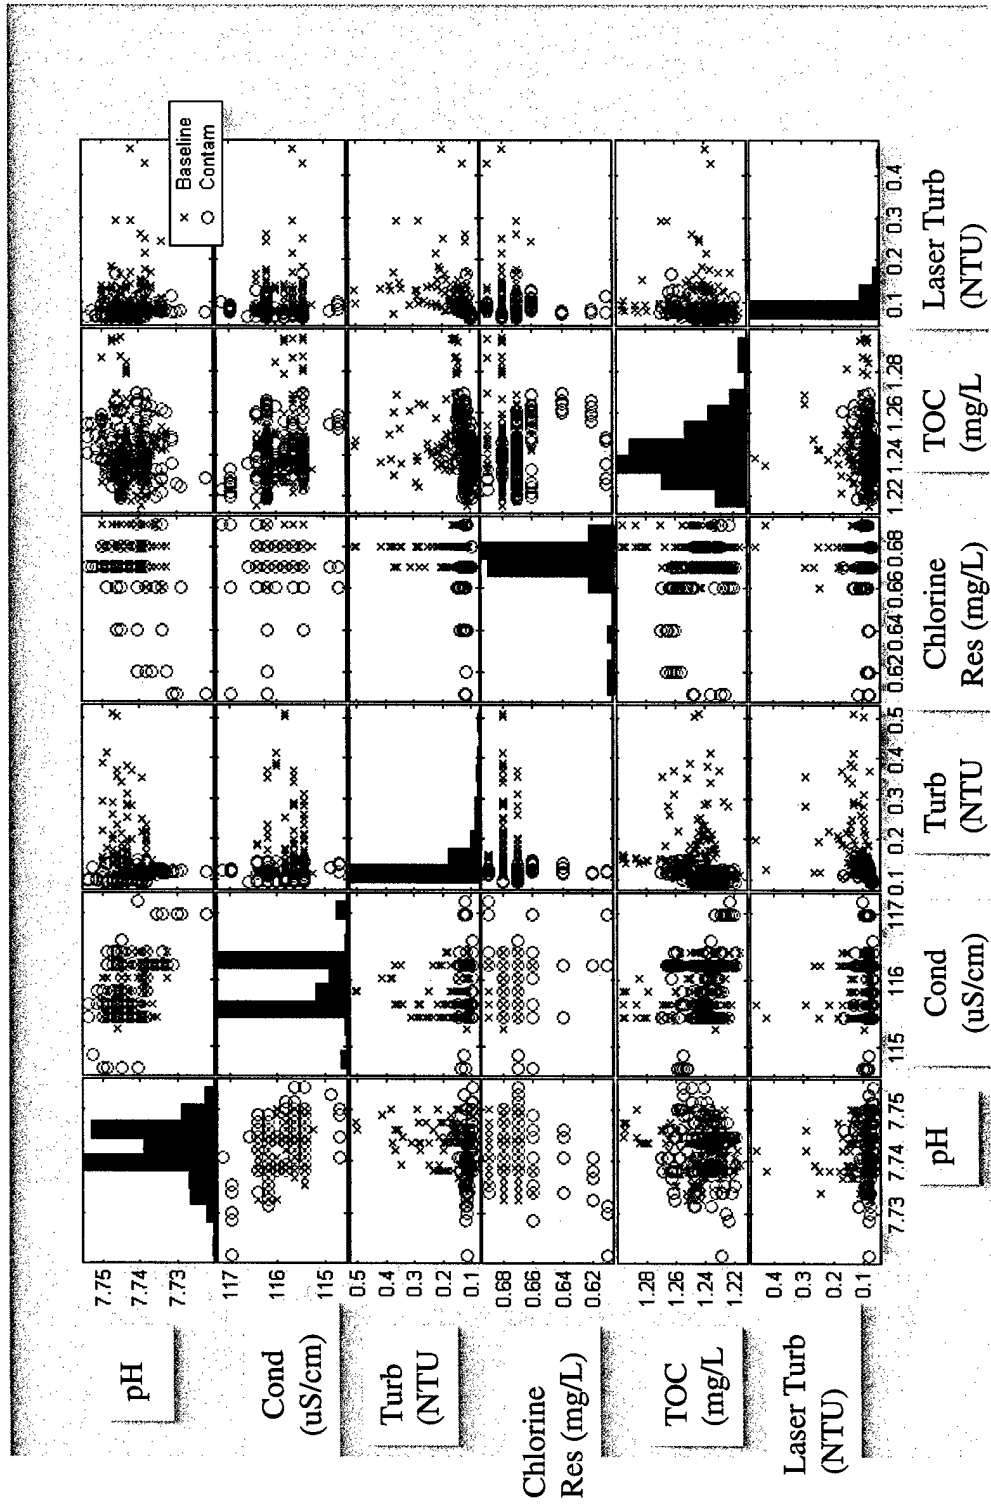 × Baseline
○ Contam
pH
7.75
7.74
7.73
Cond
(uS/cm)
117
116
115
Turb
(NTU)
0.5
0.4
0.3
0.2
0.1
Chlorine
Res (mg/L)
0.68
0.66
0.64
0.62
TOC
(mg/L
1.28
1.26
1.24
1.22
Laser Turb
(NTU)
0.4
0.3
0.2
0.1
7.73 7.74 7.75
115 116 117
0.1 0.2 0.3 0.4 0.5
0.62 0.64 0.66 0.68
1.22 1.24 1.26 1.28
0.1 0.2 0.3 0.4
pH
Cond
(uS/cm)
Turb
(NTU
Chlorine
Res (mg/L)
TOC
(mg/L
Laser Turb
(NTU)